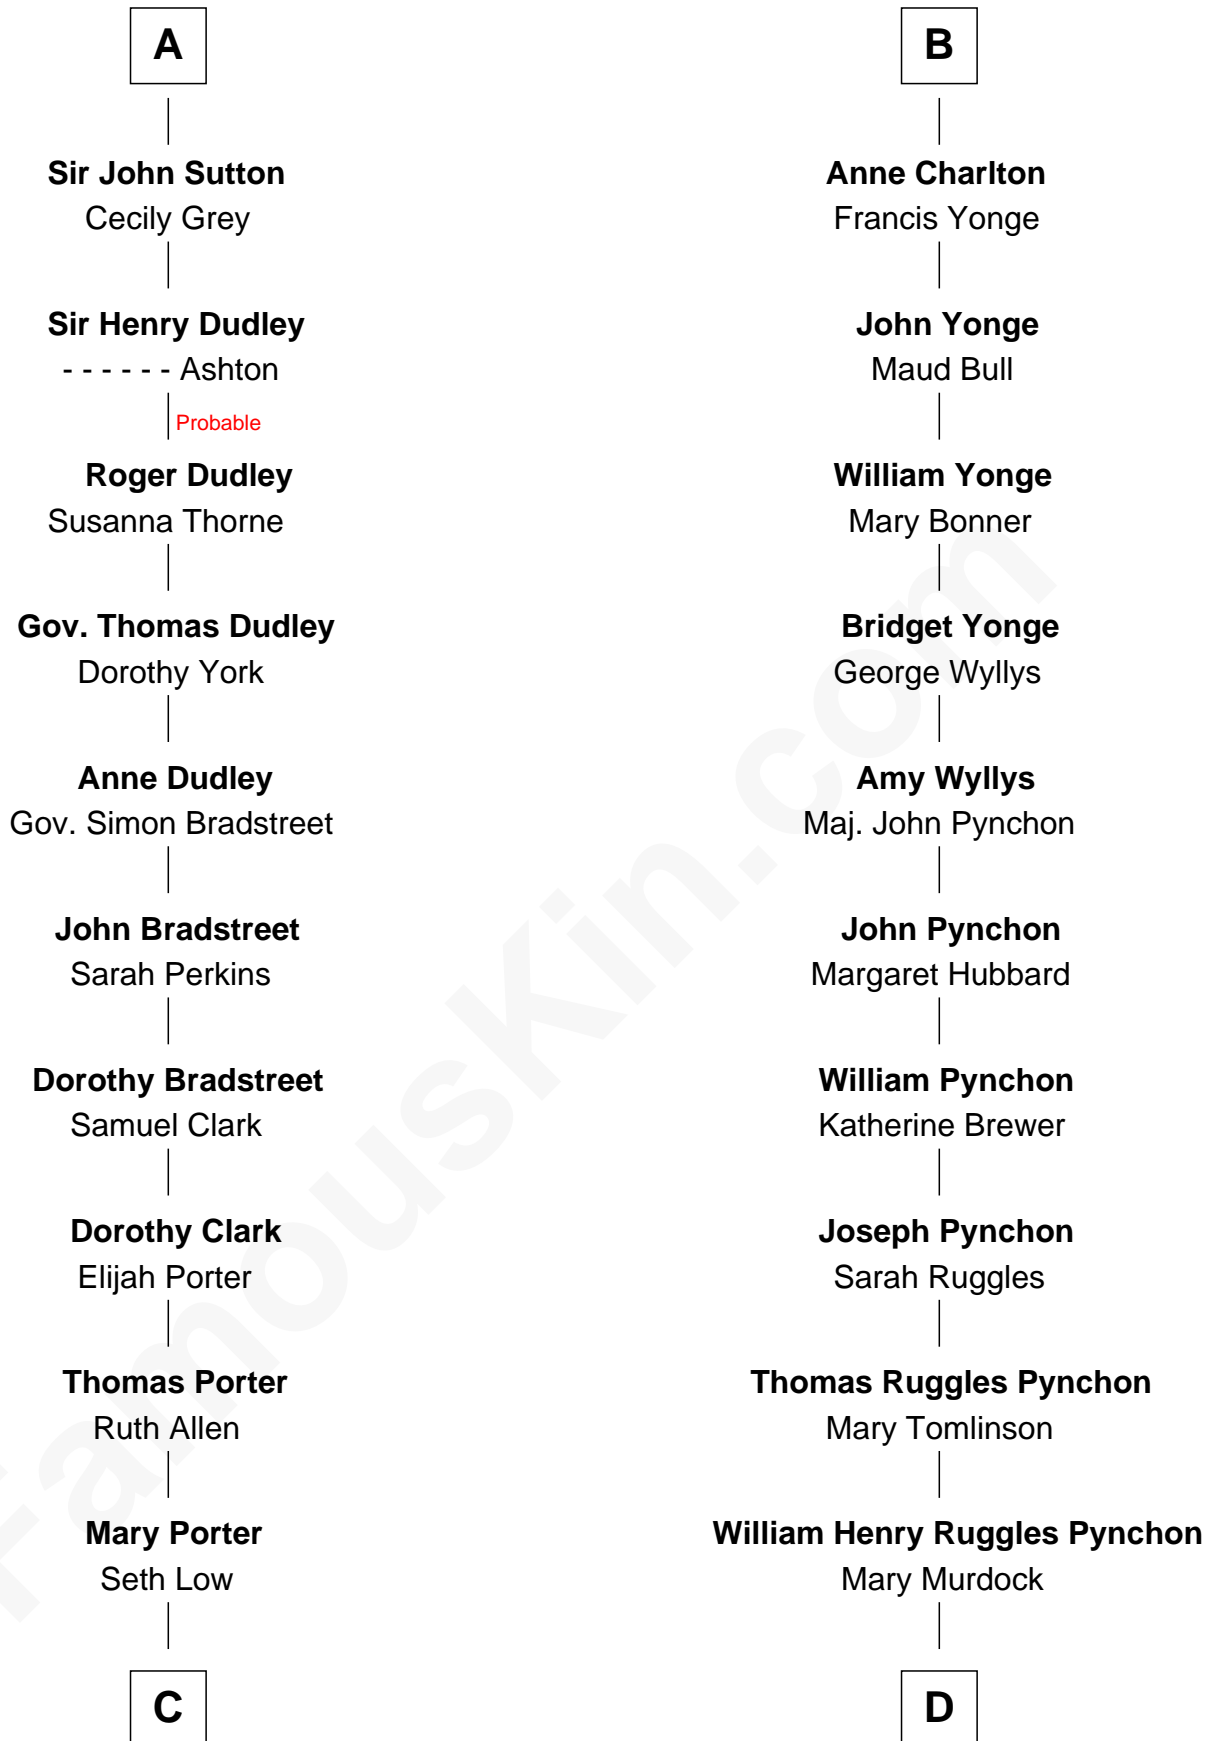 A
Sir John Sutton
Cecily Grey
Sir Henry Dudley
- - - - - - Ashton
Probable
Roger Dudley
Susanna Thorne
Gov. Thomas Dudley
Dorothy York
Anne Dudley
Gov. Simon Bradstreet
John Bradstreet
Sarah Perkins
Dorothy Bradstreet
Samuel Clark
Dorothy Clark
Elijah Porter
Thomas Porter
Ruth Allen
Mary Porter
Seth Low
C
B
Anne Charlton
Francis Yonge
John Yonge
Maud Bull
William Yonge
Mary Bonner
Bridget Yonge
George Wyllys
Amy Wyllys
Maj. John Pynchon
John Pynchon
Margaret Hubbard
William Pynchon
Katherine Brewer
Joseph Pynchon
Sarah Ruggles
Thomas Ruggles Pynchon
Mary Tomlinson
William Henry Ruggles Pynchon
Mary Murdock
D
FamousKin.com